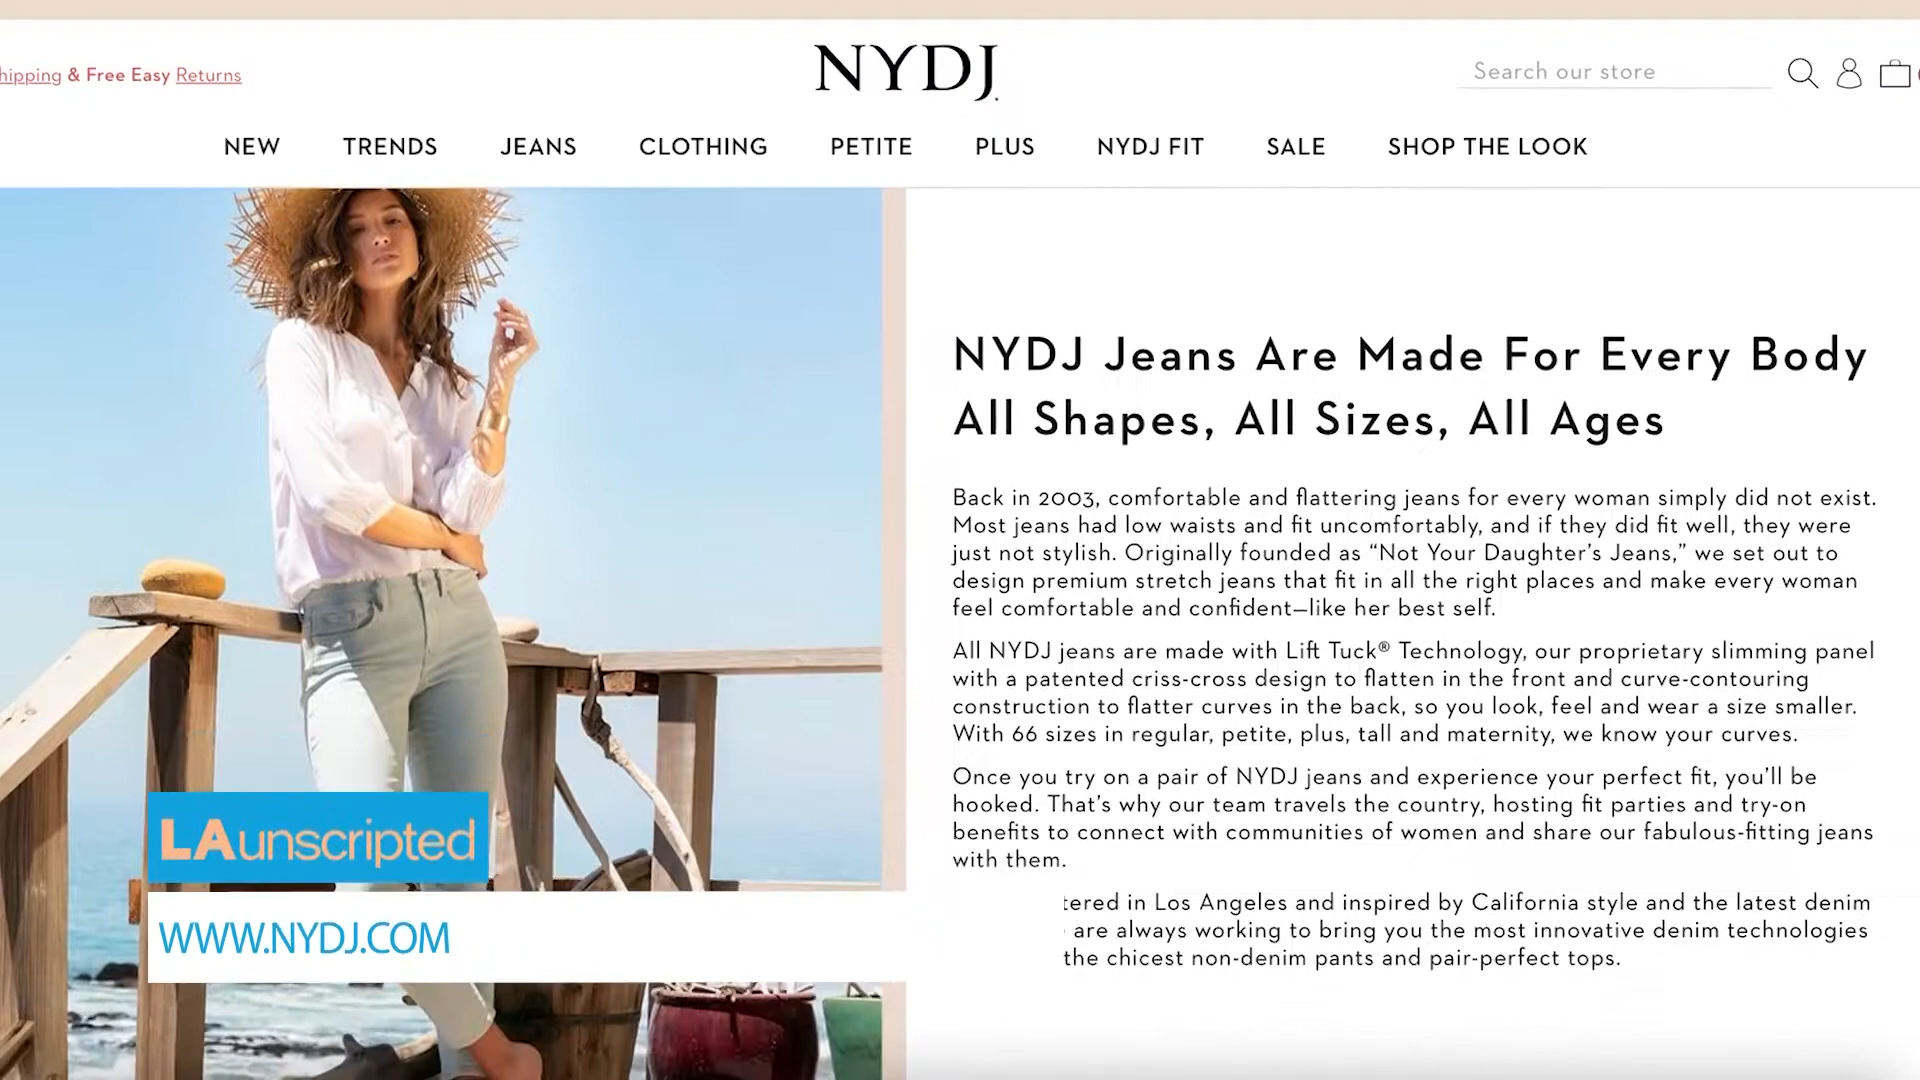 hipping & Free Easy Returns
NYDJ
Search our store
NEW TRENDS JEANS CLOTHING PETITE PLUS NYDJ FIT SALE SHOP THE LOOK
NYDJ Jeans Are Made For Every Body
All Shapes, All Sizes, All Ages
Back in 2003, comfortable and flattering jeans for every woman simply did not exist.
Most jeans had low waists and fit uncomfortably, and if they did fit well, they were
just not stylish. Originally founded as “Not Your Daughter’s Jeans,” we set out to
design premium stretch jeans that fit in all the right places and make every woman
feel comfortable and confident—like her best self.
All NYDJ jeans are made with Lift Tuck® Technology, our proprietary slimming panel
with a patented criss-cross design to flatten in the front and curve-contouring
construction to flatter curves in the back, so you look, feel and wear a size smaller.
With 66 sizes in regular, petite, plus, tall and maternity, we know your curves.
Once you try on a pair of NYDJ jeans and experience your perfect fit, you’ll be
hooked. That’s why our team travels the country, hosting fit parties and try-on
benefits to connect with communities of women and share our fabulous-fitting jeans
with them.
tered in Los Angeles and inspired by California style and the latest denim
are always working to bring you the most innovative denim technologies
the chicest non-denim pants and pair-perfect tops.
LAunscripted
WWW.NYDJ.COM